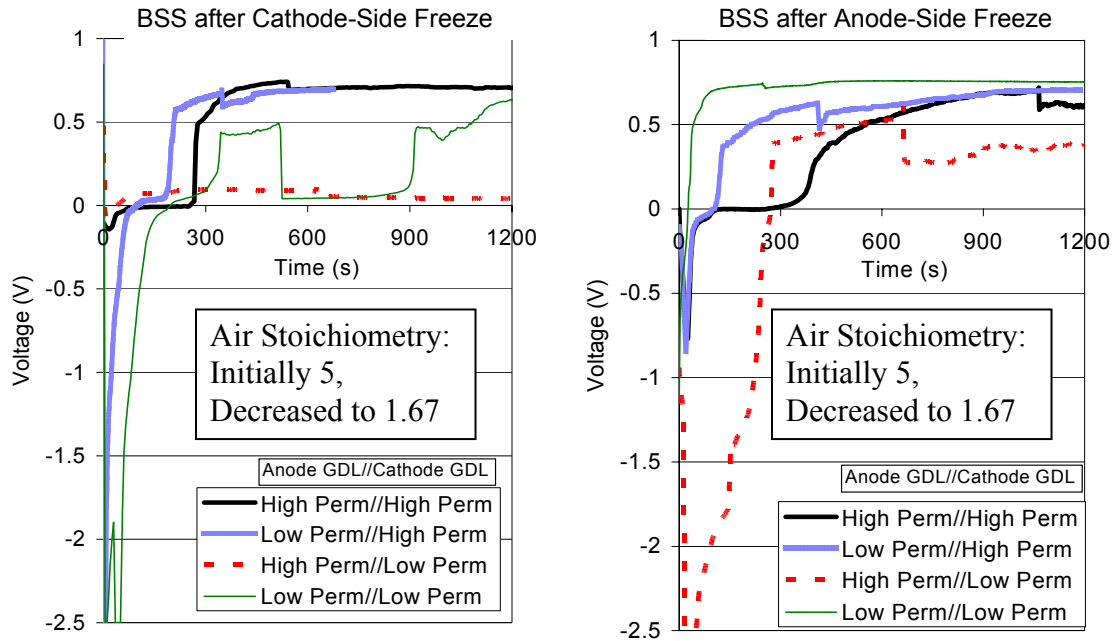 BSS after Cathode-Side Freeze
1
0.5
0
-0.5
-1
-1.5
-2
-2.5
0 300 600 900 1200
Time (s)
Voltage (V)
Air Stoichiometry:
Initially 5,
Decreased to 1.67
Anode GDL//Cathode GDL
High Perm//High Perm
Low Perm//High Perm
High Perm//Low Perm
Low Perm//Low Perm
BSS after Anode-Side Freeze
1
0.5
0
-0.5
-1
-1.5
-2
-2.5
0 300 600 900 1200
Time (s)
Voltage (V)
Air Stoichiometry:
Initially 5,
Decreased to 1.67
Anode GDL//Cathode GDL
High Perm//High Perm
Low Perm//High Perm
High Perm//Low Perm
Low Perm//Low Perm